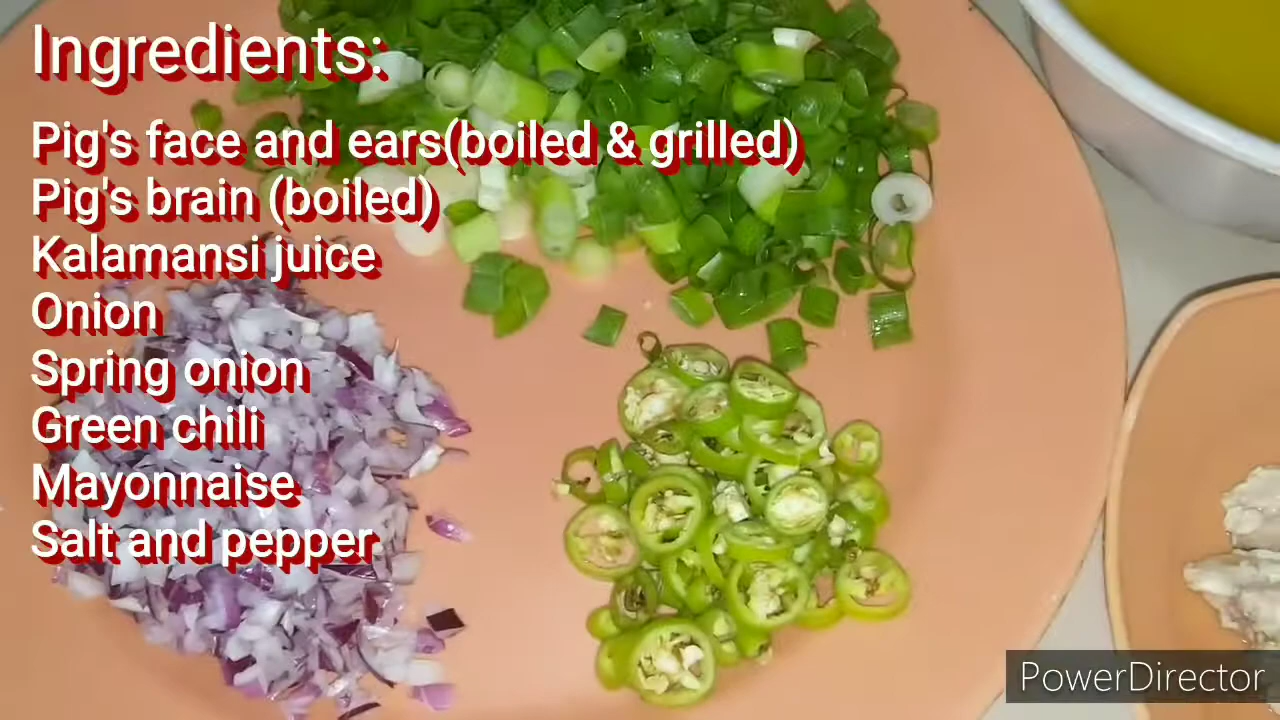 Ingredients:
Pig's face and ears(boiled & grilled)
Pig's brain (boiled)
Kalamansi juice
Onion
Spring onion
Green chili
Mayonnaise
Salt and pepper
PowerDirector